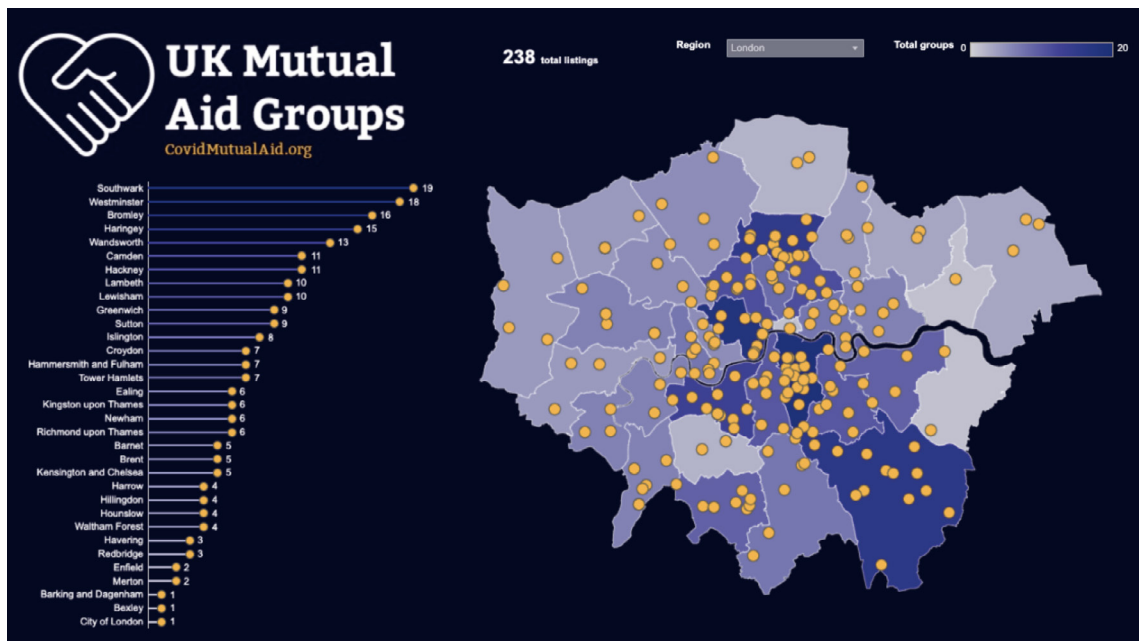 UK Mutual
Aid Groups
CovidMutualAid.org
238 total listings
Region
London
Total groups
0
20
Southwark 19
Westminster 18
Bromley 16
Haringey 15
Wandsworth 13
Camden 11
Hackney 11
Lambeth 10
Lewisham 10
Greenwich 9
Sutton 9
Islington 8
Croydon 7
Hammersmith and Fulham 7
Tower Hamlets 7
Ealing 6
Kingston upon Thames 6
Newham 6
Richmond upon Thames 6
Barnet 5
Brent 5
Kensington and Chelsea 5
Harrow 4
Hillingdon 4
Hounslow 4
Waltham Forest 4
Havering 3
Redbridge 3
Enfield 2
Merton 2
Barking and Dagenham 1
Bexley 1
City of London 1